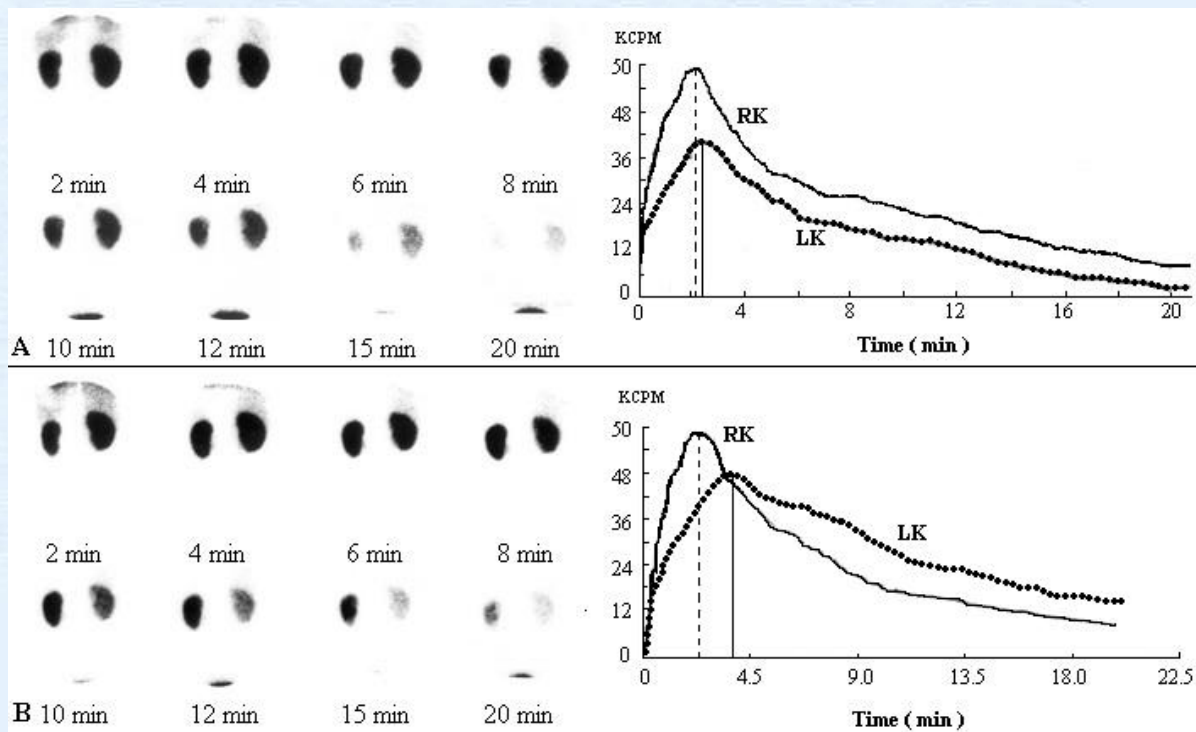 KCPM
50
48
36
24
12
0
RK
LK
0 4 8 12 16 20
Time ( min )
2 min 4 min 6 min 8 min
A 10 min 12 min 15 min 20 min
KCPM
50
48
36
24
12
0
RK
LK
0 4.5 9.0 13.5 18.0 22.5
Time ( min )
2 min 4 min 6 min 8 min
B 10 min 12 min 15 min 20 min